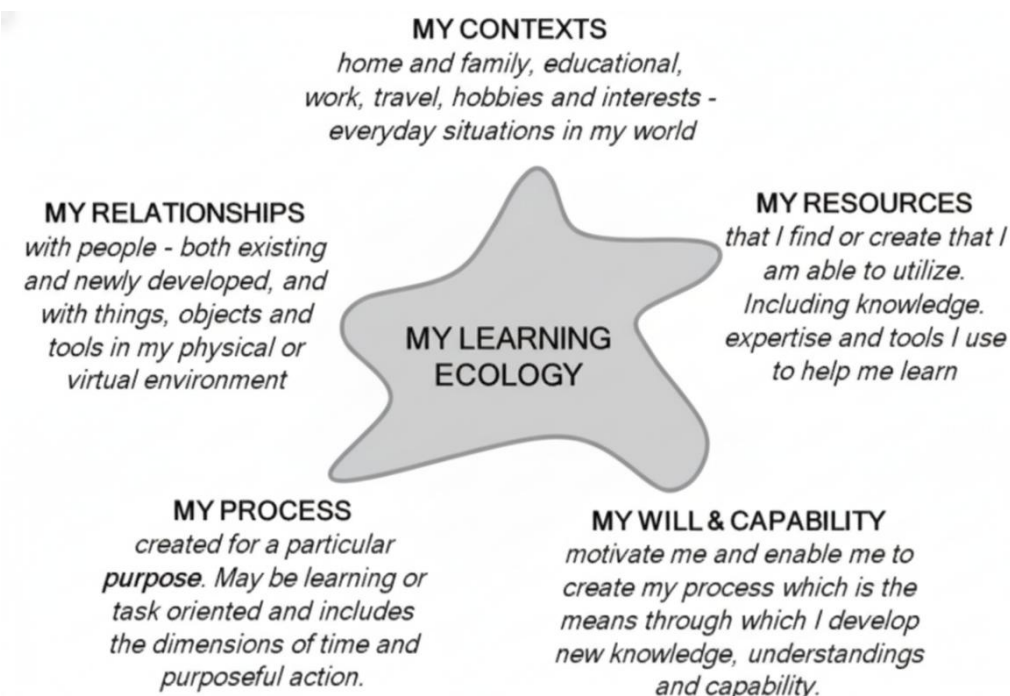 MY CONTEXTS
home and family, educational,
work, travel, hobbies and interests -
everyday situations in my world
MY RELATIONSHIPS
with people - both existing
and newly developed, and
with things, objects and
tools in my physical or
virtual environment
MY RESOURCES
that I find or create that I
am able to utilize.
Including knowledge.
expertise and tools I use
to help me learn
MY LEARNING
ECOLOGY
MY PROCESS
created for a particular
purpose. May be learning or
task oriented and includes
the dimensions of time and
purposeful action.
MY WILL & CAPABILITY
motivate me and enable me to
create my process which is the
means through which I develop
new knowledge, understandings
and capability.